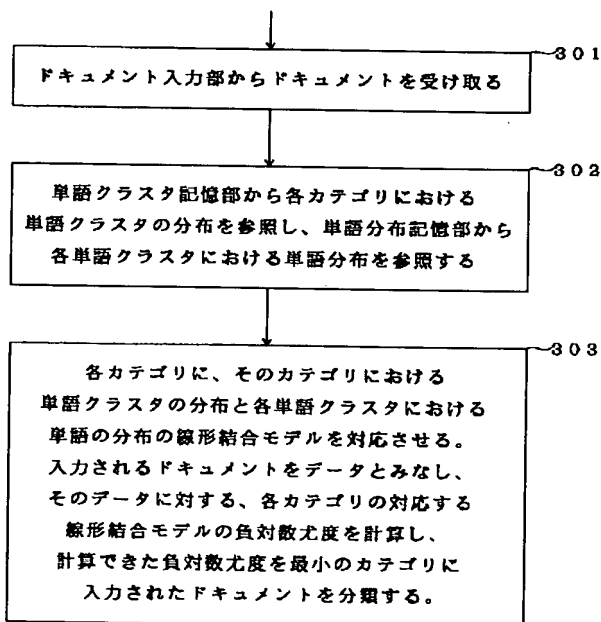 301
ドキュメント入力部からドキュメントを受け取る
302
単語クラスタ記憶部から各カテゴリにおける
単語クラスタの分布を参照し、単語分布記憶部から
各単語クラスタにおける単語分布を参照する
303
各カテゴリに、そのカテゴリにおける
単語クラスタの分布と各単語クラスタにおける
単語の分布の線形結合モデルを対応させる。
入力されるドキュメントをデータとみなし、
そのデータに対する、各カテゴリの対応する
線形結合モデルの負対数尤度を計算し、
計算できた負対数尤度を最小のカテゴリに
入力されたドキュメントを分類する。